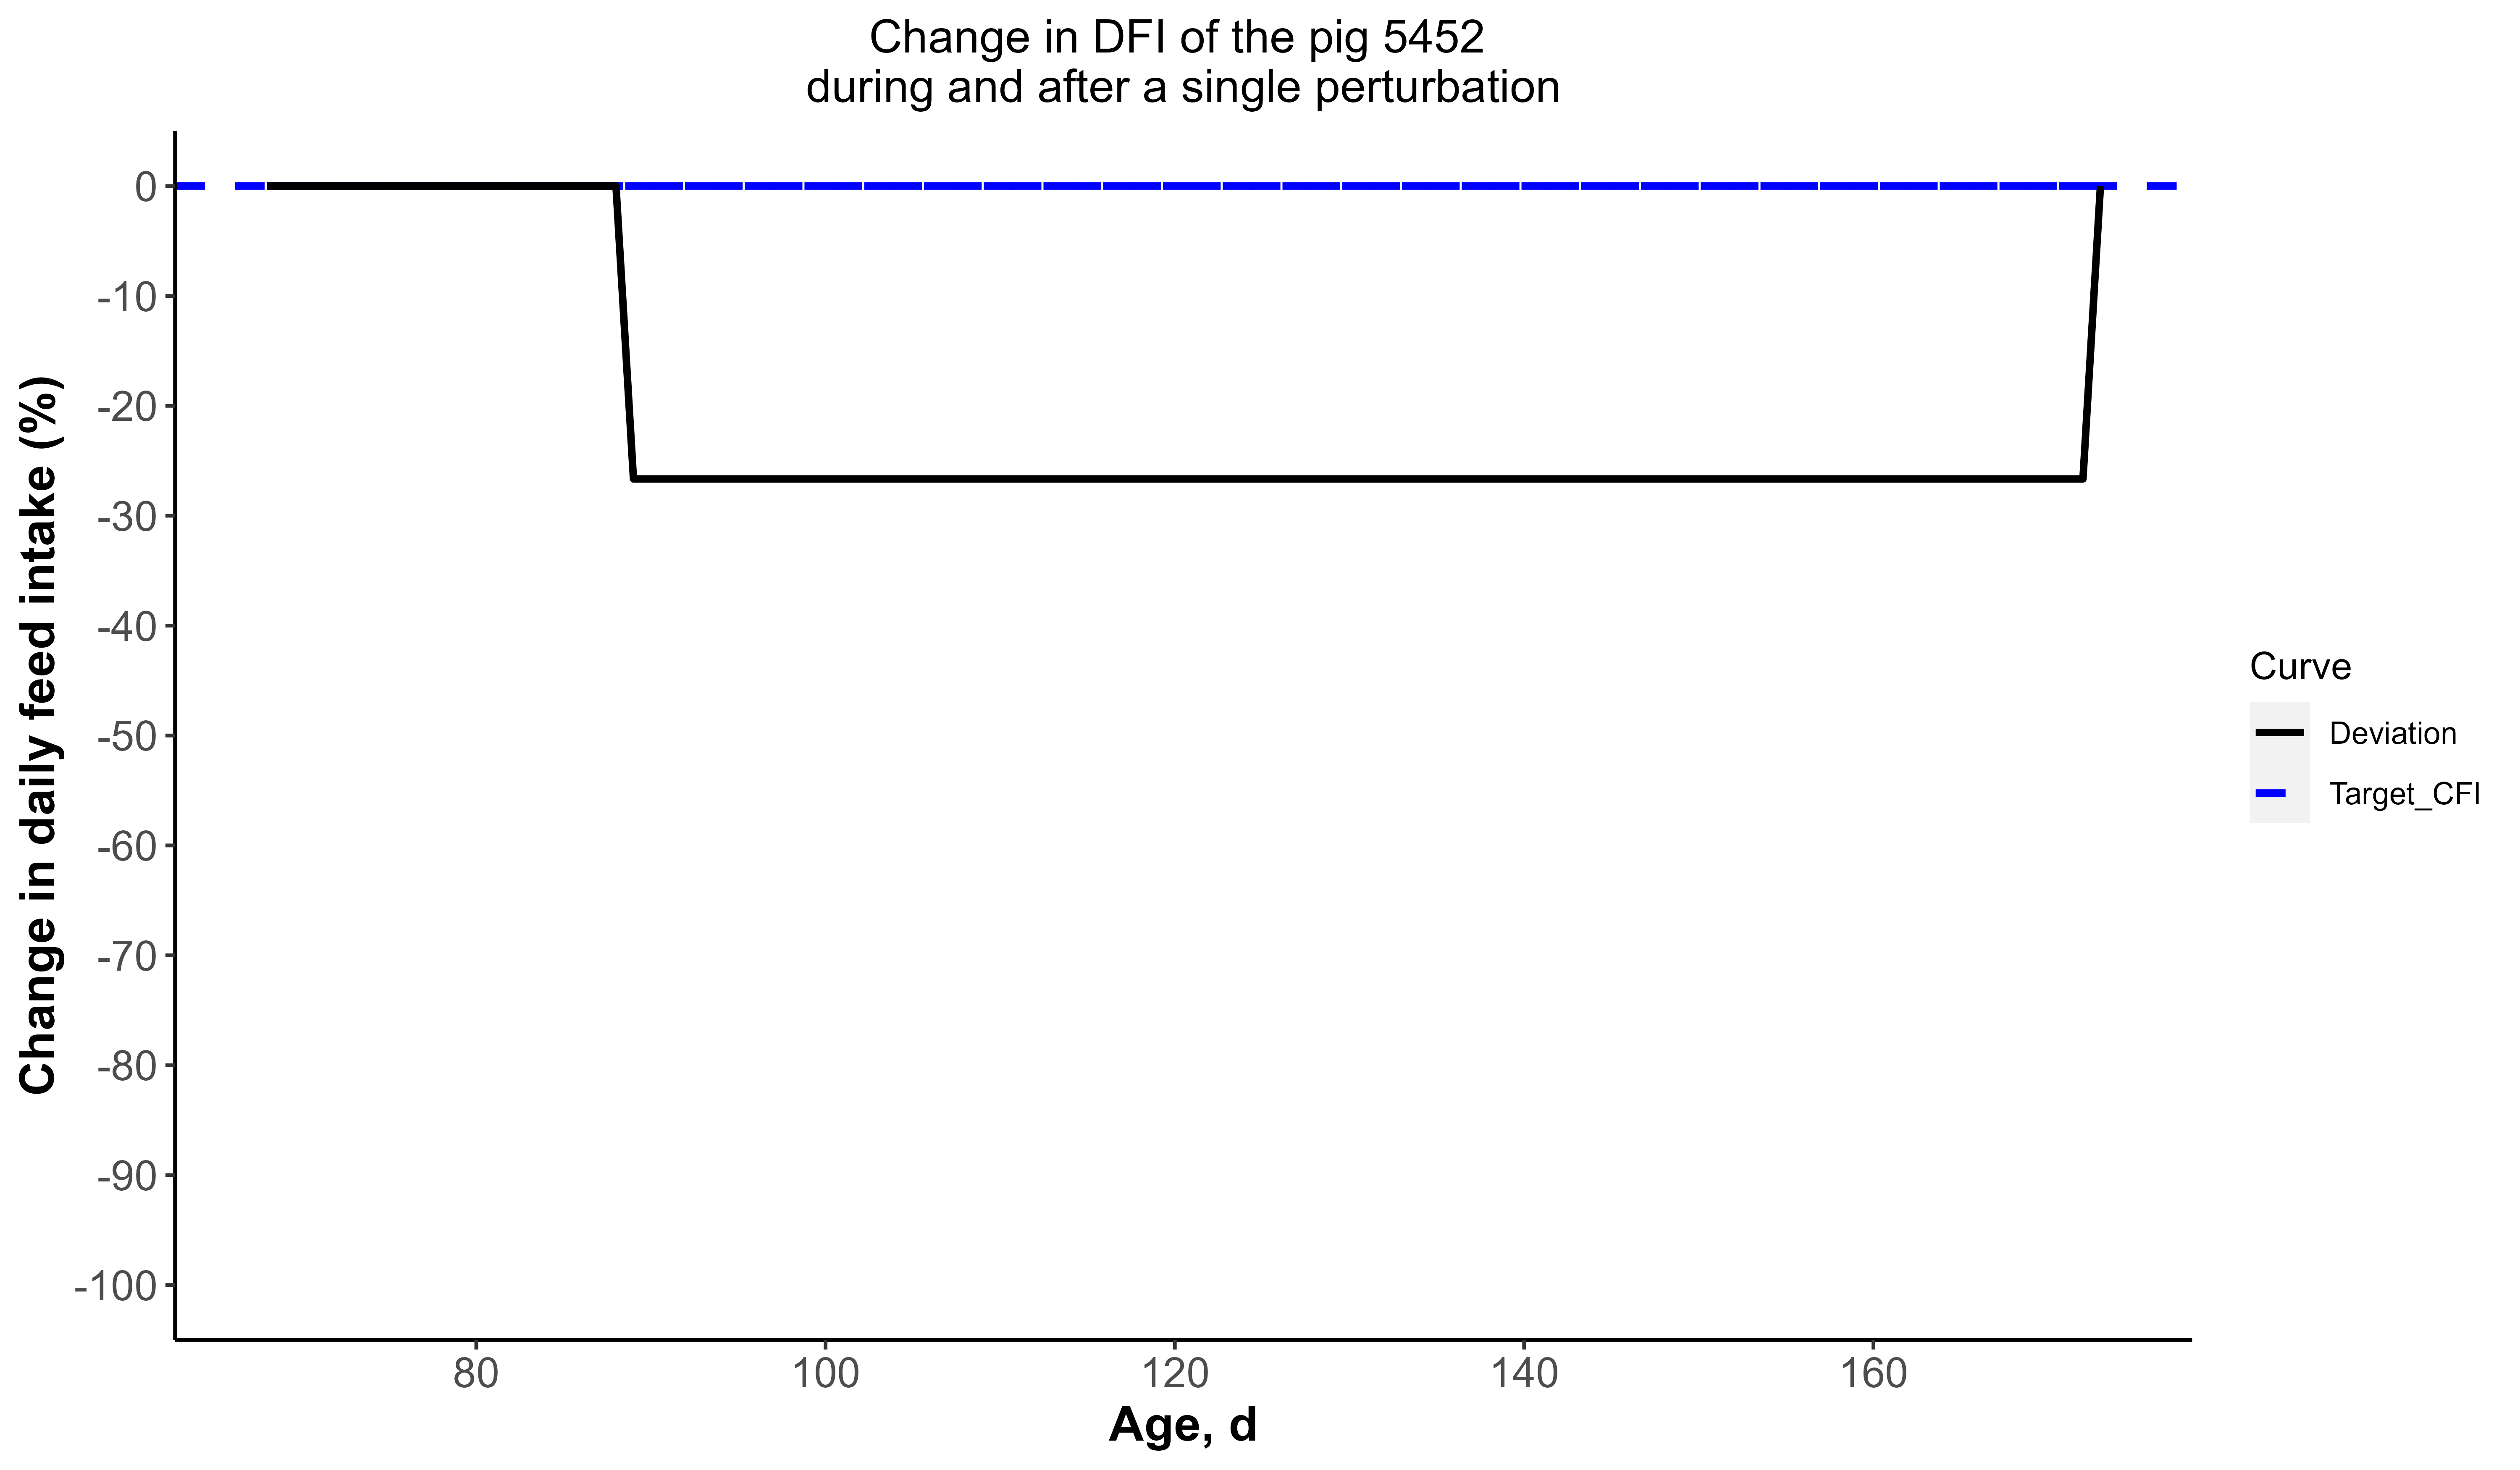 Change in DFI of the pig 5452
during and after a single perturbation
Change in daily feed intake (%)
0
-10
-20
-30
-40
-50
-60
-70
-80
-90
-100
80
100
120
140
160
Age, d
Curve
Deviation
Target_CFI